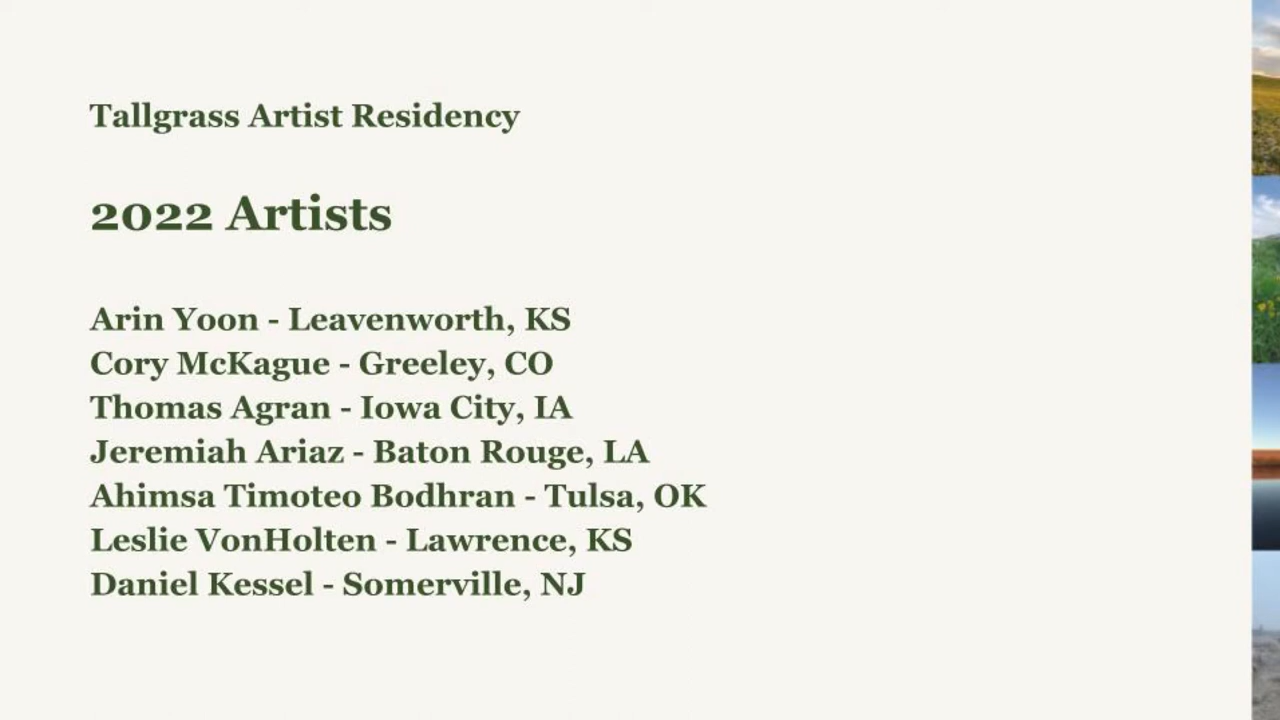 Tallgrass Artist Residency
2022 Artists
Arin Yoon - Leavenworth, KS
Cory McKague - Greeley, CO
Thomas Agran - Iowa City, IA
Jeremiah Ariaz - Baton Rouge, LA
Ahimsa Timoteo Bodhran - Tulsa, OK
Leslie VonHolten - Lawrence, KS
Daniel Kessel - Somerville, NJ